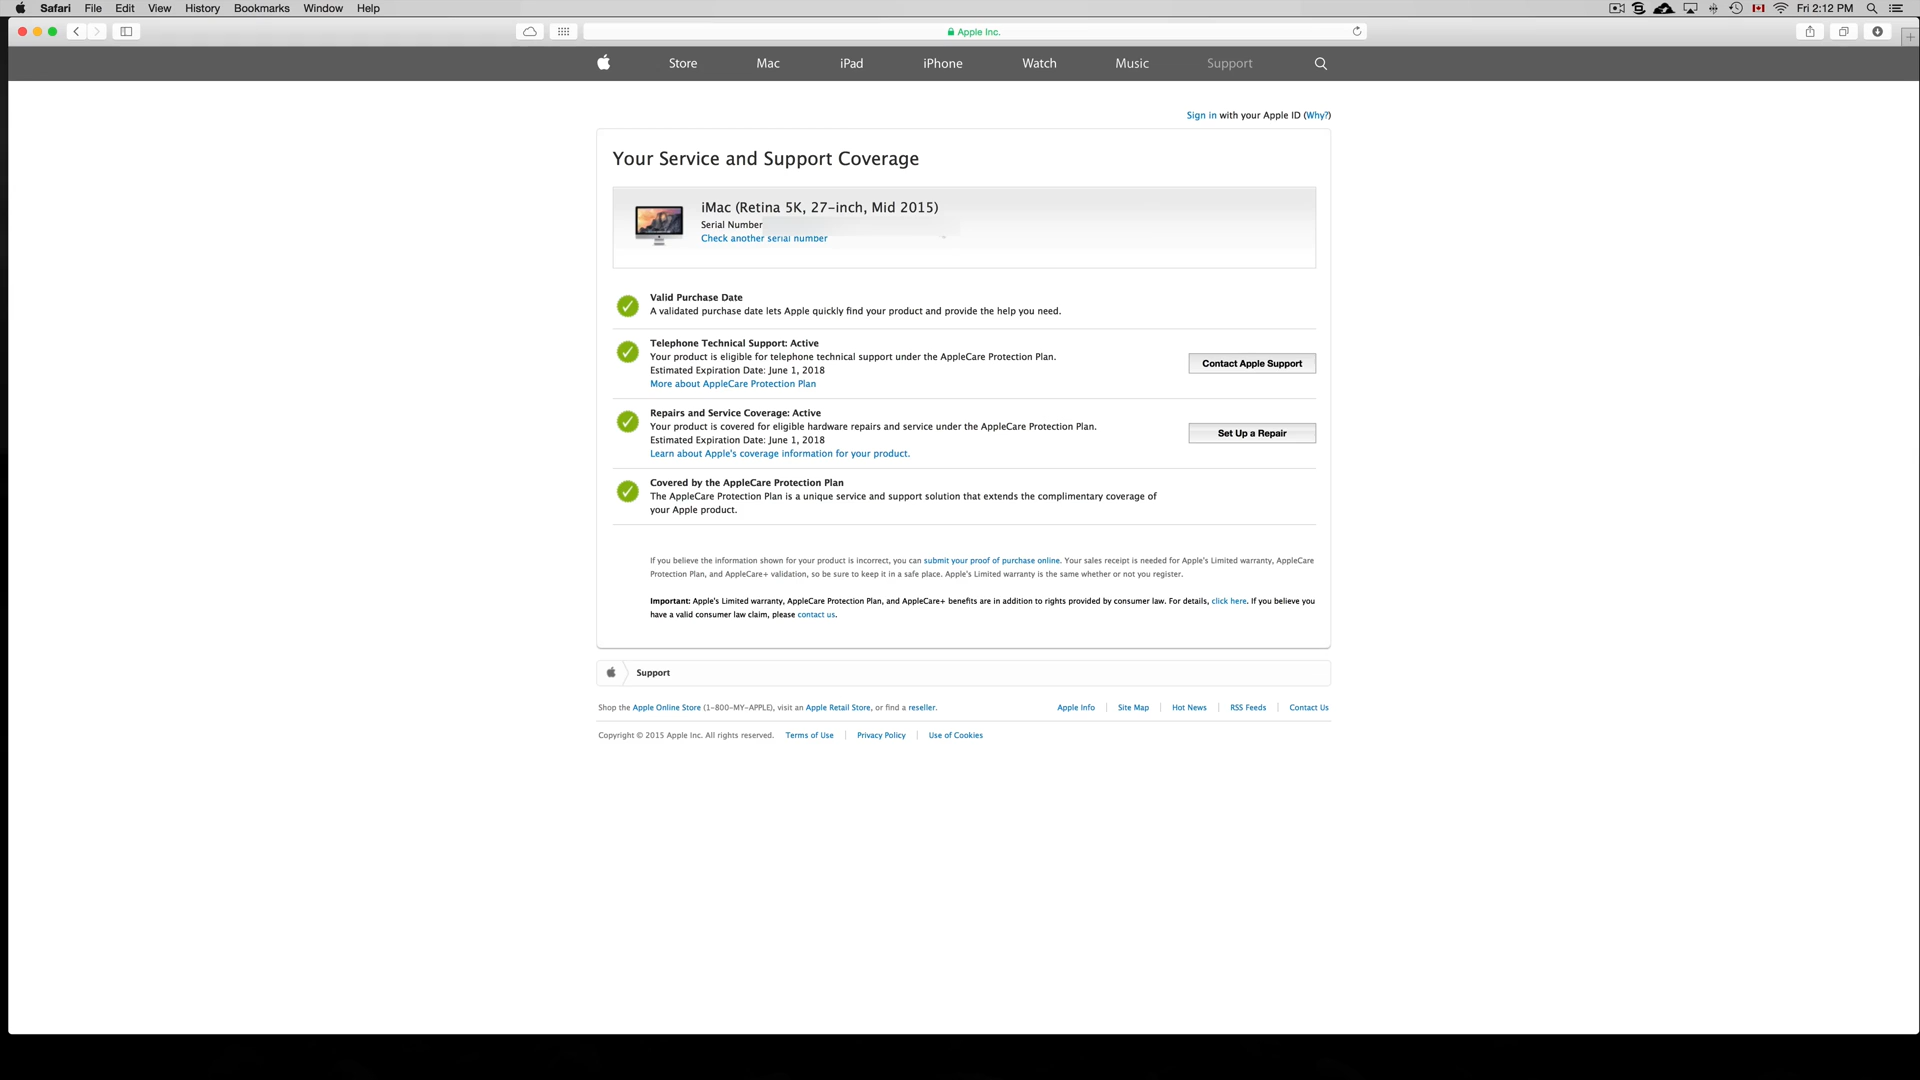 Safari File Edit View History Bookmarks Window Help Fri 2:12 PM
Apple Inc.
Store Mac iPad iPhone Watch Music Support
Sign in with your Apple ID (Why?)
Your Service and Support Coverage
iMac (Retina 5K, 27-inch, Mid 2015)
Serial Number
Check another serial number
Valid Purchase Date
A validated purchase date lets Apple quickly find your product and provide the help you need.
Telephone Technical Support: Active
Your product is eligible for telephone technical support under the AppleCare Protection Plan.
Contact Apple Support
Estimated Expiration Date: June 1, 2018
More about AppleCare Protection Plan
Repairs and Service Coverage: Active
Your product is covered for eligible hardware repairs and service under the AppleCare Protection Plan.
Set Up a Repair
Estimated Expiration Date: June 1, 2018
Learn about Apple's coverage information for your product.
Covered by the AppleCare Protection Plan
The AppleCare Protection Plan is a unique service and support solution that extends the complimentary coverage of
your Apple product.
If you believe the information shown for your product is incorrect, you can submit your proof of purchase online. Your sales receipt is needed for Apple's Limited warranty, AppleCare
Protection Plan, and AppleCare+ validation, so be sure to keep it in a safe place. Apple's Limited warranty is the same whether or not you register.
Important: Apple's Limited warranty, AppleCare Protection Plan, and AppleCare+ benefits are in addition to rights provided by consumer law. For details, click here. If you believe you
have a valid consumer law claim, please contact us.
Support
Shop the Apple Online Store (1-800-MY-APPLE), visit an Apple Retail Store, or find a reseller. Apple Info Site Map Hot News RSS Feeds Contact Us
Copyright © 2015 Apple Inc. All rights reserved. Terms of Use Privacy Policy Use of Cookies